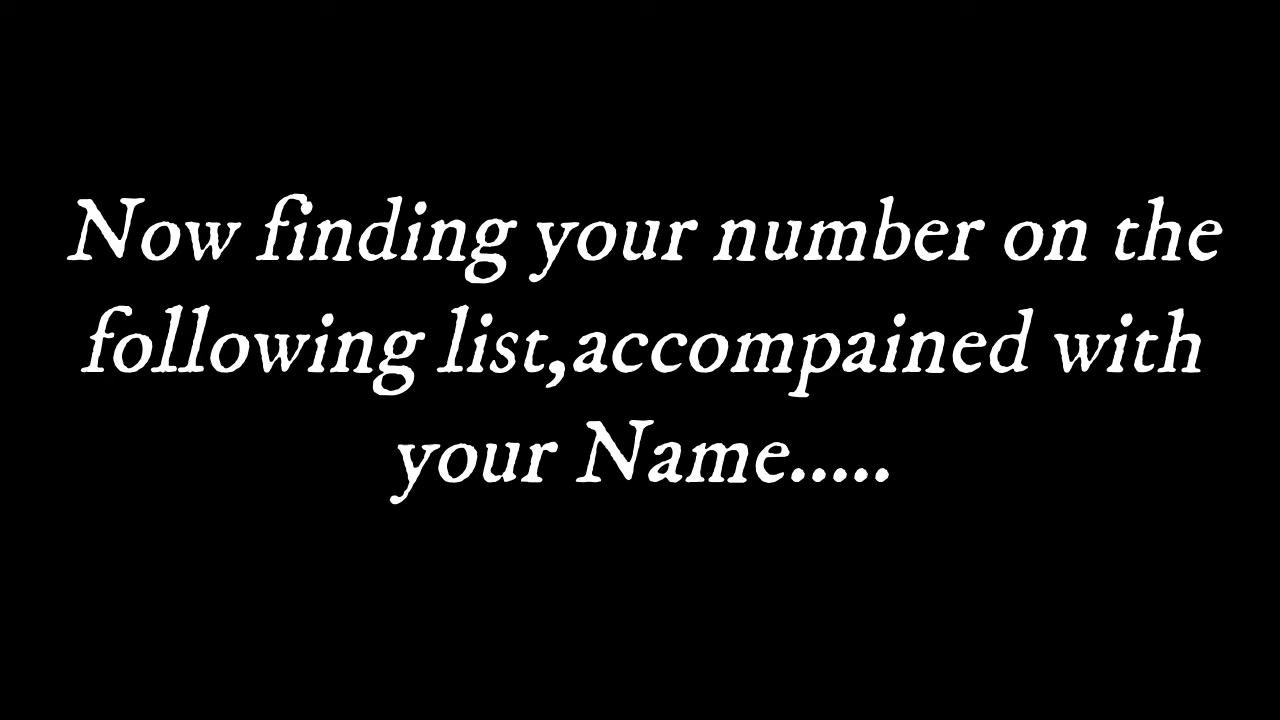 Now finding your number on the
following list,accompained with
your Name.....